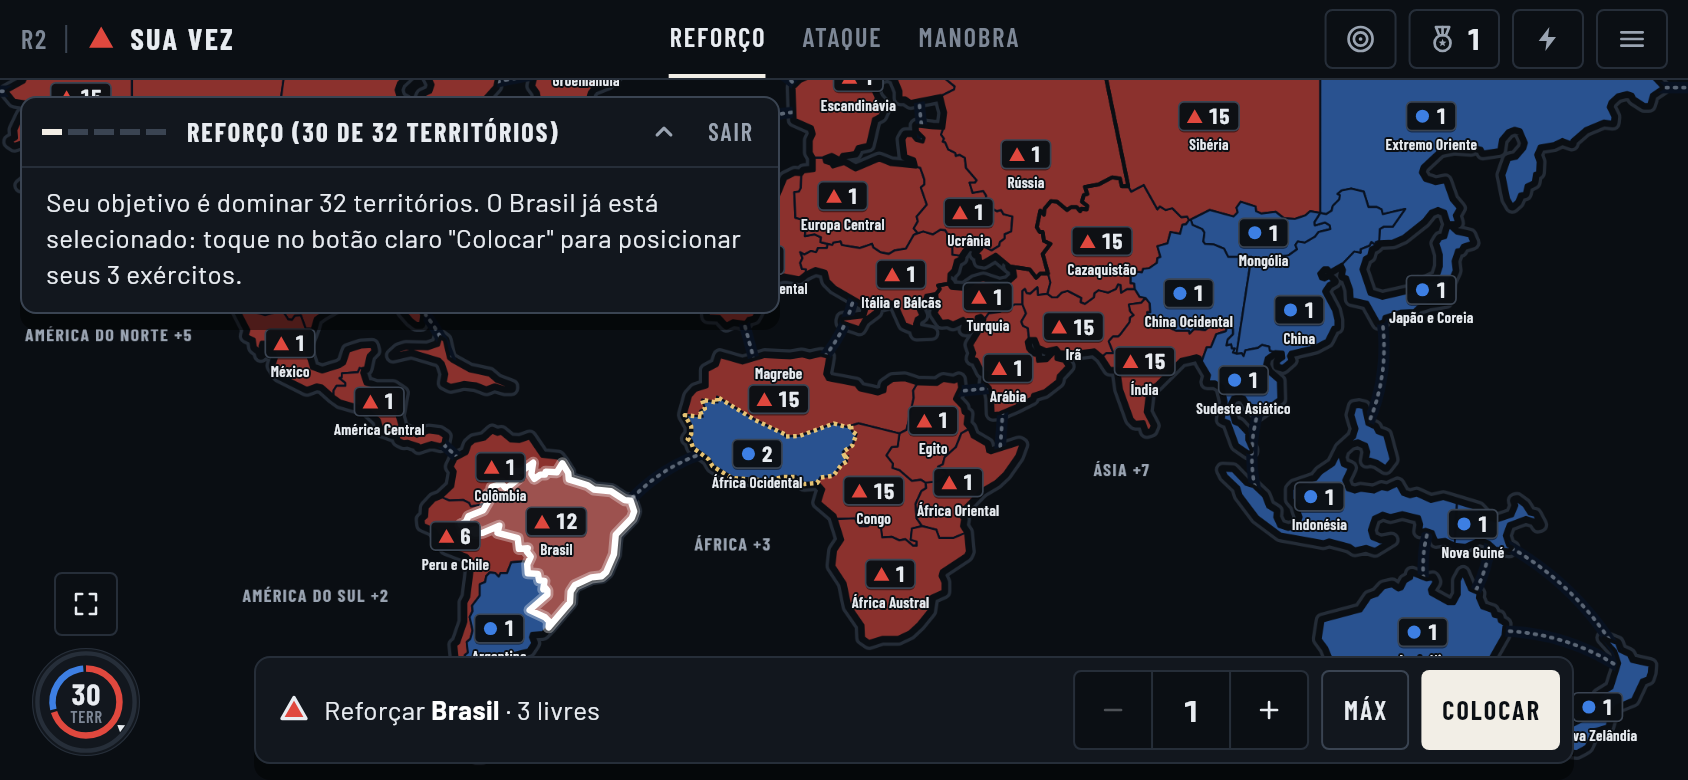 R2
SUA VEZ
REFORÇO
ATAQUE
MANOBRA
1
15
Groenlândia
1
Escandinávia
15
Sibéria
1
Extremo Oriente
REFORÇO (30 DE 32 TERRITÓRIOS)
SAIR
Seu objetivo é dominar 32 territórios. O Brasil já está
selecionado: toque no botão claro "Colocar" para posicionar
seus 3 exércitos.
1
Rússia
1
Europa Central
1
Ucrânia
15
Cazaquistão
1
Mongólia
ental
1
Itália e Bálcãs
1
Turquia
15
Irã
1
China Ocidental
1
China
1
Japão e Coreia
AMÉRICA DO NORTE +5
1
México
Magrebe
15
1
Arábia
15
Índia
1
Sudeste Asiático
1
América Central
1
Egito
2
África Ocidental
ÁSIA +7
1
Colômbia
15
Congo
1
África Oriental
1
Indonésia
12
Brasil
6
Peru e Chile
ÁFRICA +3
1
Nova Guiné
1
África Austral
AMÉRICA DO SUL +2
1
Argentina
1
30
TERR
Reforçar Brasil · 3 livres
−
1
+
MÁX
COLOCAR
1
va Zelândia